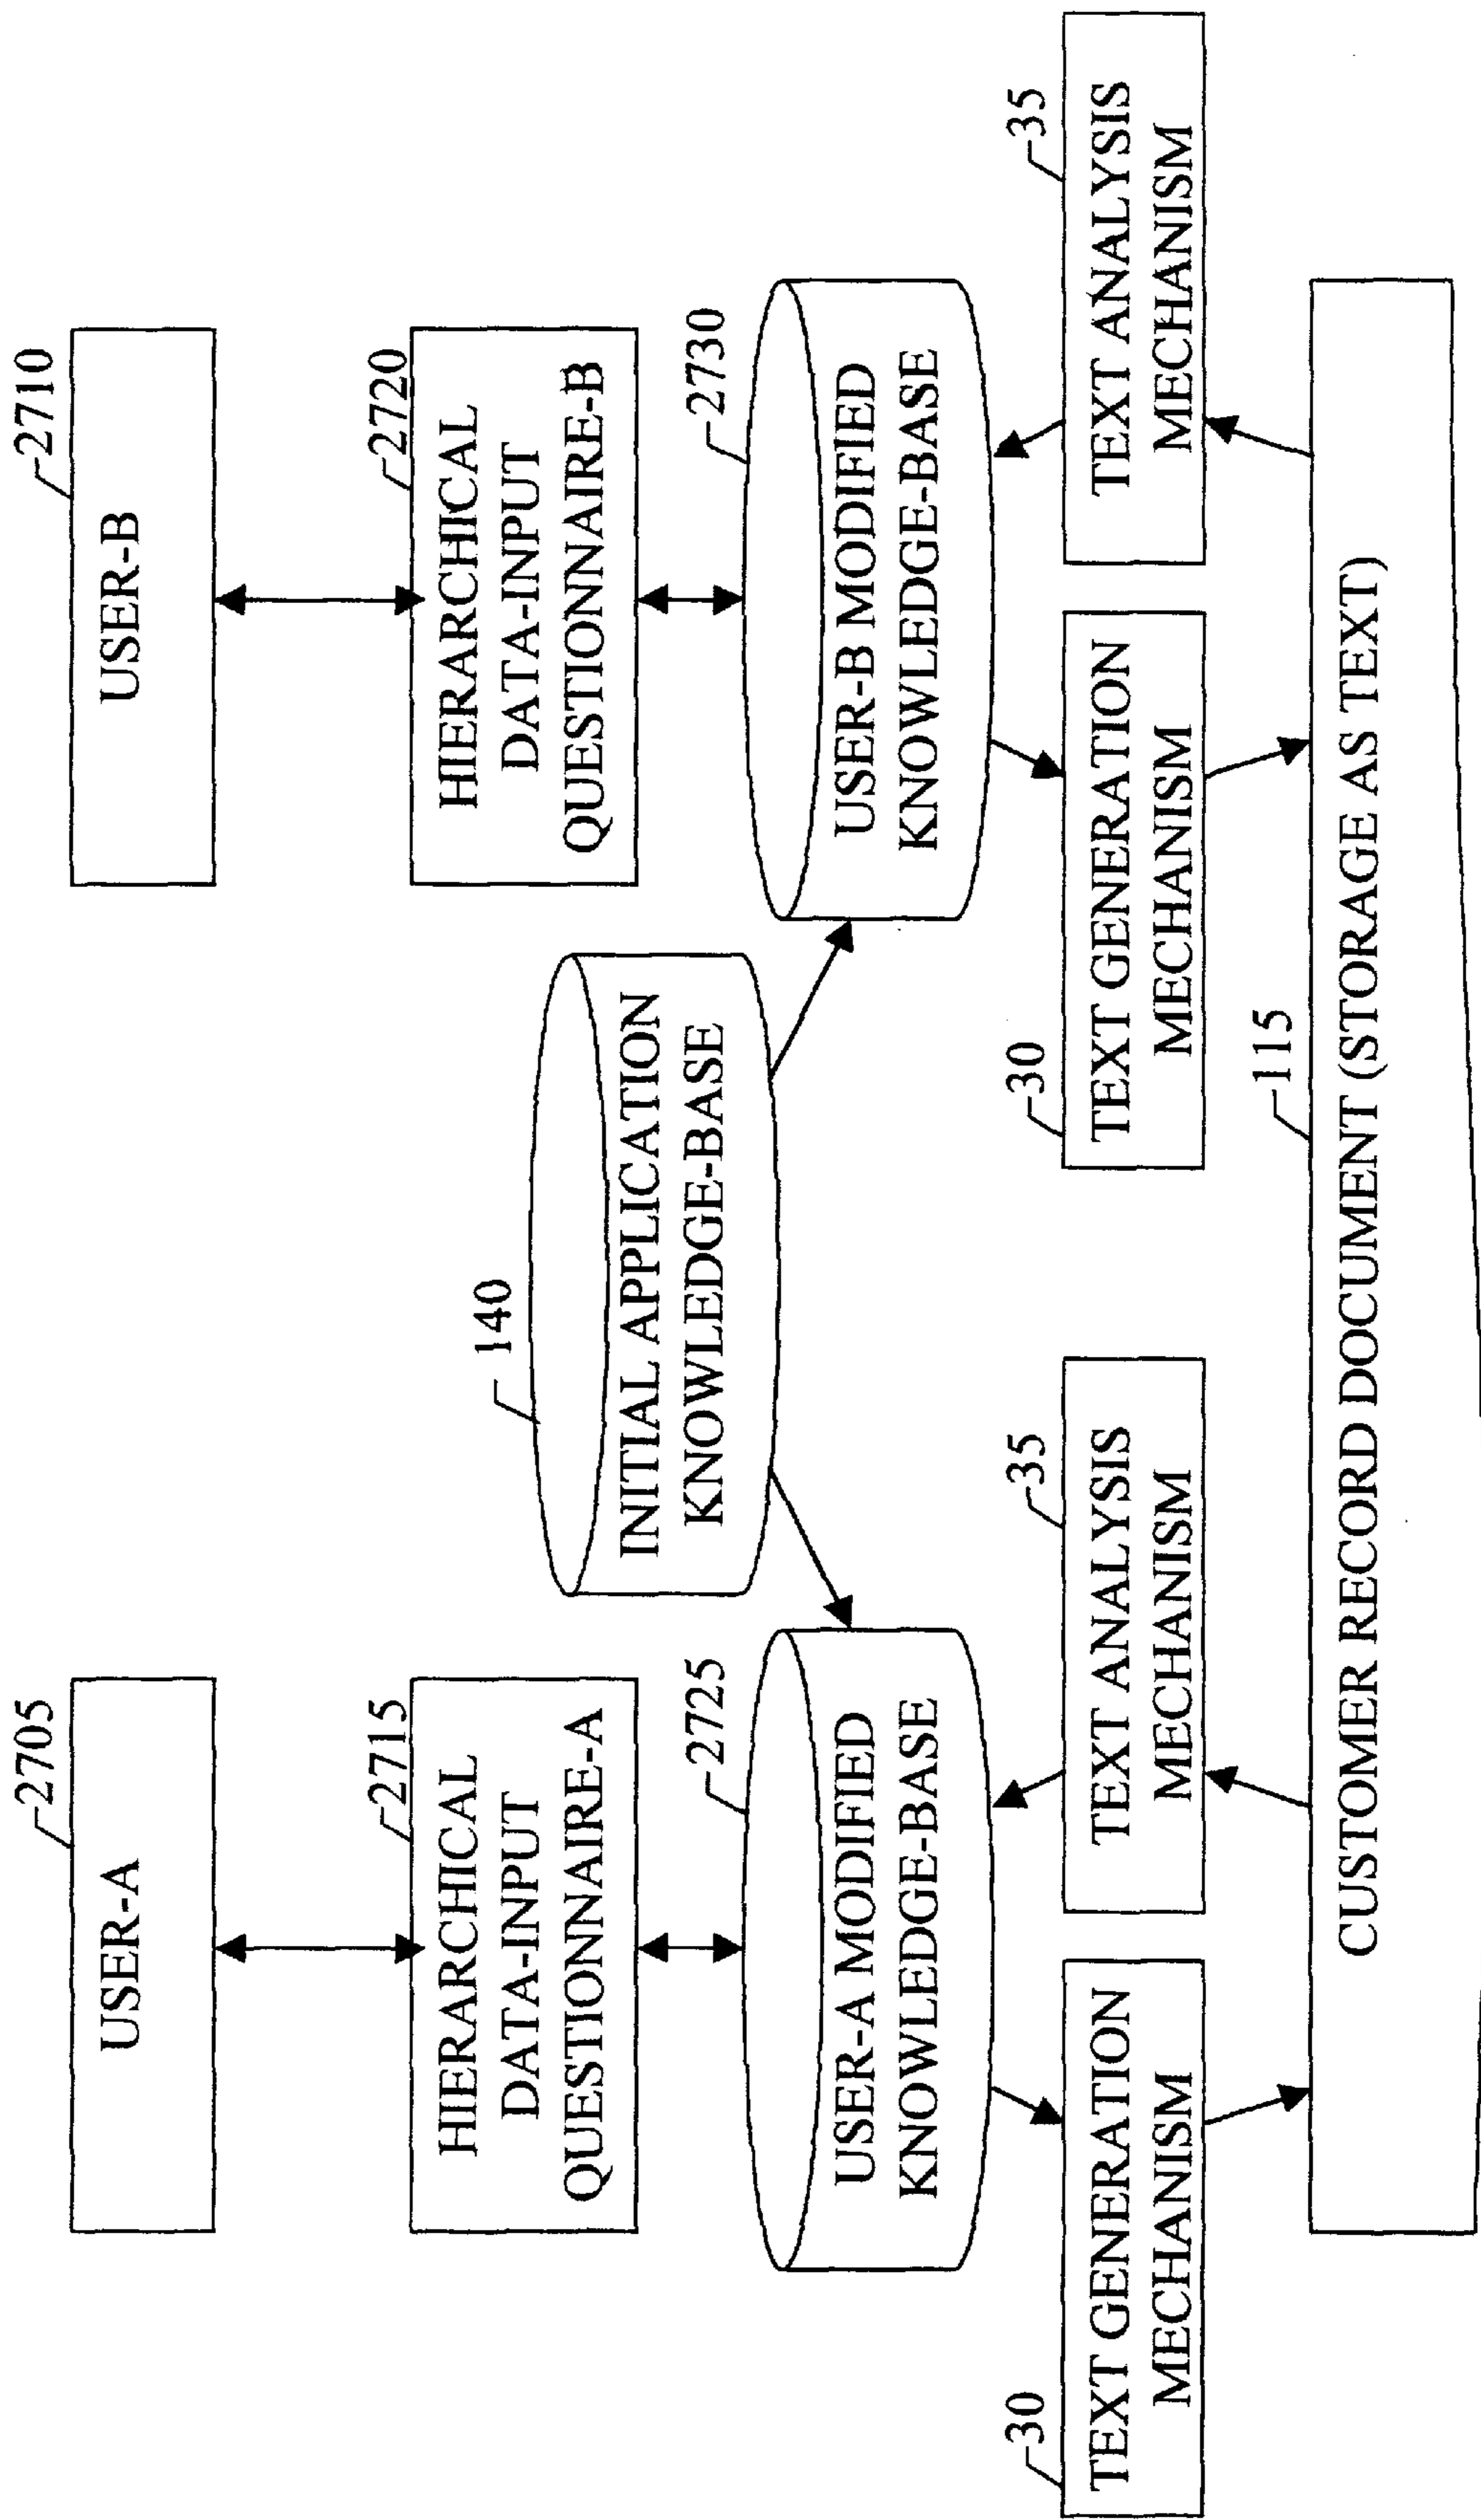 2705
USER-A
2710
USER-B
2715
HIERARCHICAL
DATA-INPUT
QUESTIONNAIRE-A
2720
HIERARCHICAL
DATA-INPUT
QUESTIONNAIRE-B
140
INITIAL APPLICATION
KNOWLEDGE-BASE
2725
USER-A MODIFIED
KNOWLEDGE-BASE
2730
USER-B MODIFIED
KNOWLEDGE-BASE
30
TEXT GENERATION
MECHANISM
35
TEXT ANALYSIS
MECHANISM
30
TEXT GENERATION
MECHANISM
35
TEXT ANALYSIS
MECHANISM
115
CUSTOMER RECORD DOCUMENT (STORAGE AS TEXT)